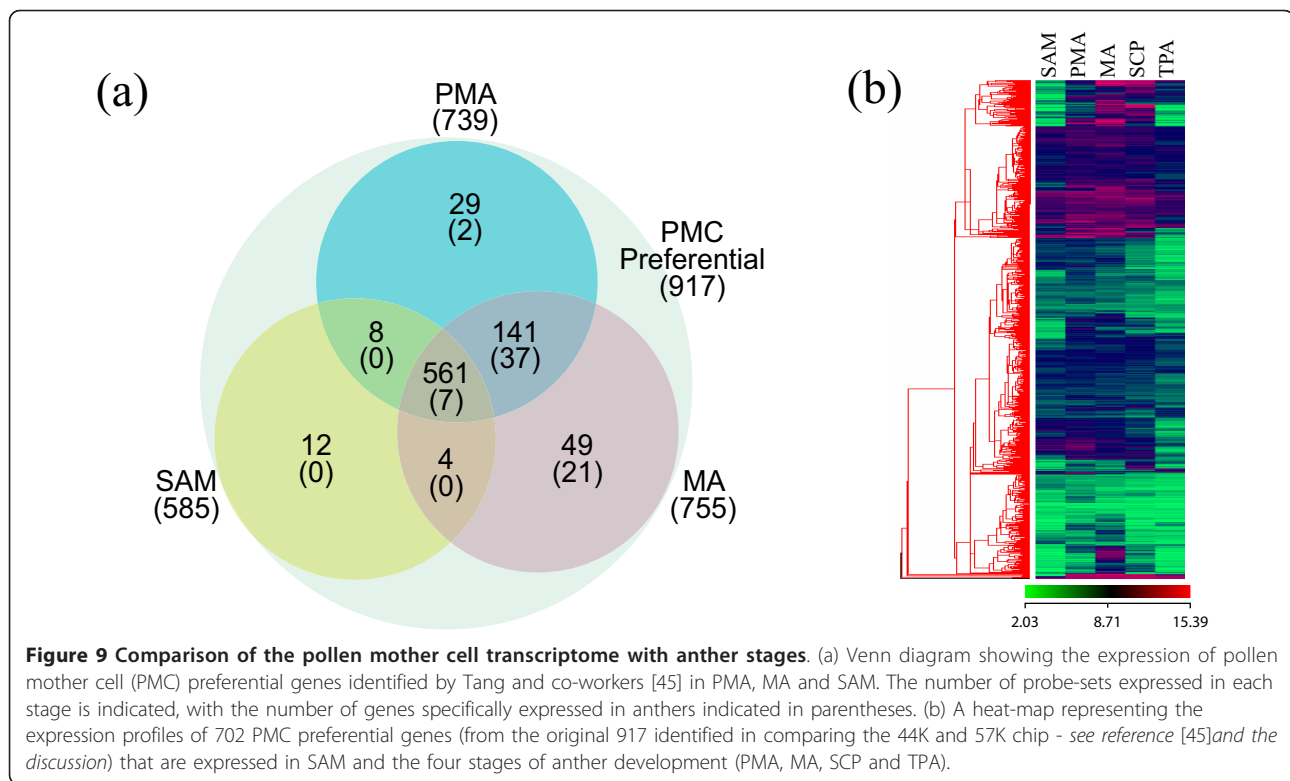 (a)
PMA
(739)
29
(2)
PMC
Preferential
(917)
8
(0)
141
(37)
561
(7)
12
(0)
4
(0)
49
(21)
SAM
(585)
MA
(755)
(b)
SAM
PMA
MA
SCP
TPA
2.03 8.71 15.39
Figure 9 Comparison of the pollen mother cell transcriptome with anther stages. (a) Venn diagram showing the expression of pollen
mother cell (PMC) preferential genes identified by Tang and co-workers [45] in PMA, MA and SAM. The number of probe-sets expressed in each
stage is indicated, with the number of genes specifically expressed in anthers indicated in parentheses. (b) A heat-map representing the
expression profiles of 702 PMC preferential genes (from the original 917 identified in comparing the 44K and 57K chip - see reference [45]and the
discussion) that are expressed in SAM and the four stages of anther development (PMA, MA, SCP and TPA).